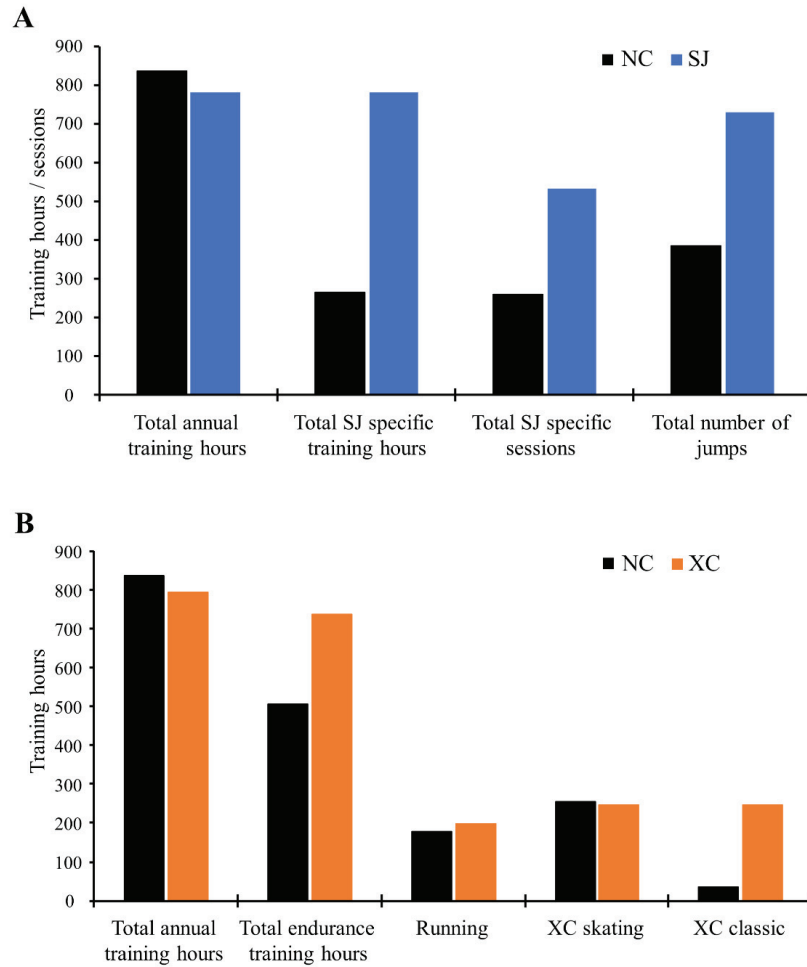 A
900
800
700
600
500
400
300
200
100
0
Training hours / sessions
NC SJ
Total annual
training hours
Total SJ specific
training hours
Total SJ specific
sessions
Total number of
jumps
B
900
800
700
600
500
400
300
200
100
0
Training hours
NC XC
Total annual
training hours
Total endurance
training hours
Running
XC skating
XC classic